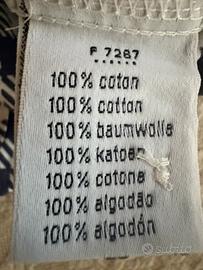 F 7287
******
100% coton
100% cotton
100% baumwolle
100% katoen
100% cotone
100% algodão
100% algodón
subito